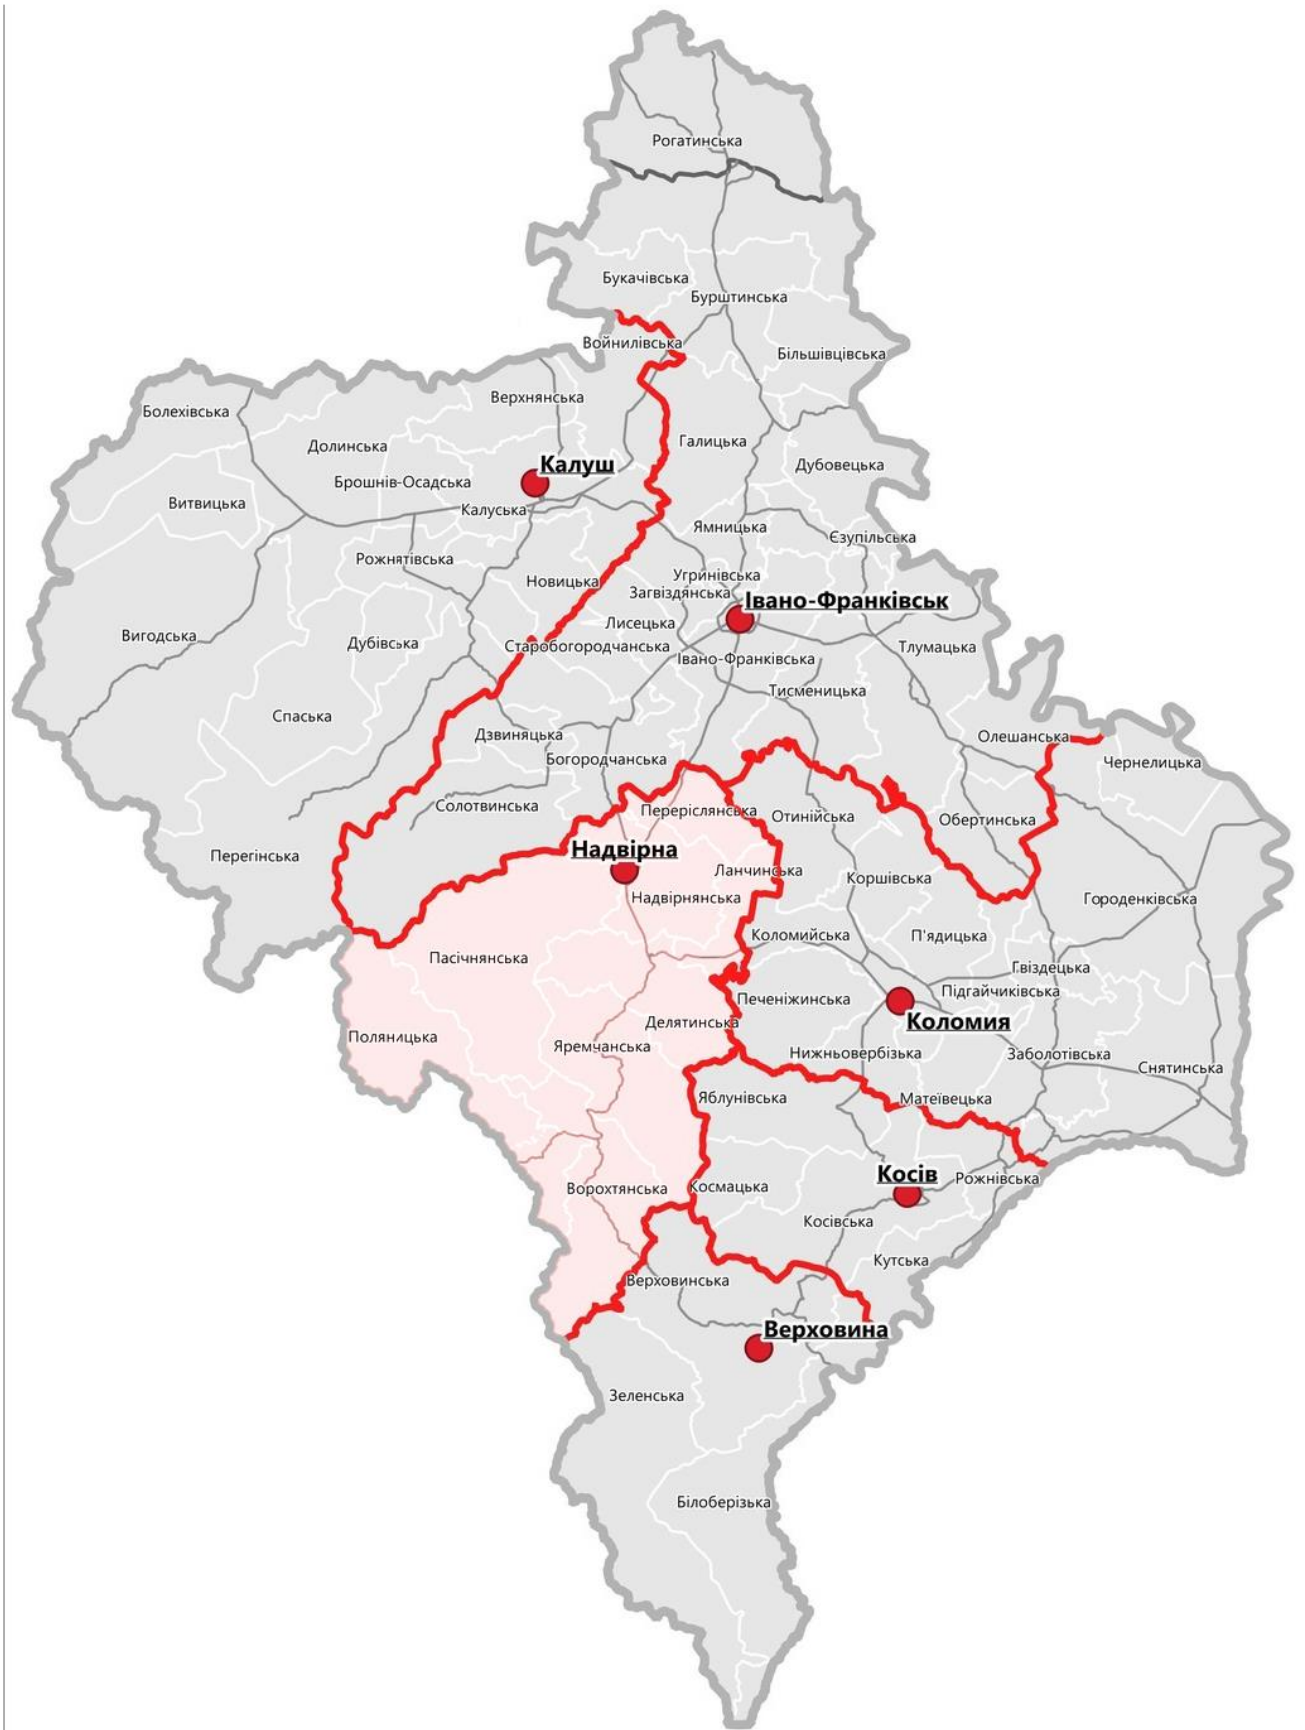 Рогатинська
Букачівська
Бурштинська
Войнилівська
Більшівцівська
Верхнянська
Болехівська
Долинська
Галицька
Калуш
Дубовецька
Брошнів-Осадська
Витвицька
Калуська
Ямницька
Єзупільська
Рожнятівська
Угринівська
Новицька
Загвіздянська
Івано-Франківськ
Лисецька
Вигодська
Дубівська
Старобогородчанська
Тлумацька
Івано-Франківська
Тисменицька
Спаська
Дзвиняцька
Олешанська
Богородчанська
Чернелицька
Солотвинська
Переріслянська
Отинійська
Обертинська
Перегінська
Надвірна
Ланчинська
Коршівська
Надвірнянська
Городенківська
Коломийська
П'ядицька
Пасічнянська
Гвіздецька
Підгайчиківська
Печеніжинська
Коломия
Делятинська
Поляницька
Яремчанська
Нижньовербізька
Заболотівська
Снятинська
Яблунівська
Матеївецька
Косів
Рожнівська
Ворохтянська
Космацька
Косівська
Кутська
Верховинська
Верховина
Зеленська
Білоберізька